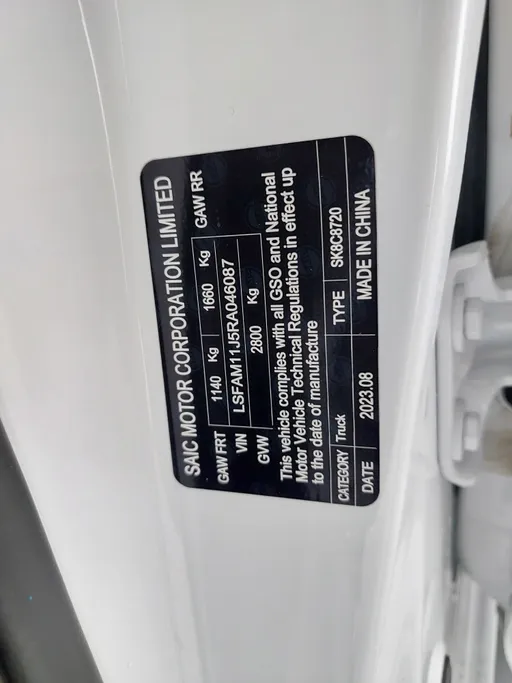 SAIC MOTOR CORPORATION LIMITED
GAW FRT 1140 Kg 1660 Kg GAW RR
VIN LSFAM11J5RA046087
GVW 2800 Kg
This vehicle complies with all GSO and National
Motor Vehicle Technical Regulations in effect up
to the date of manufacture
CATEGORY Truck TYPE SK8C8720
DATE 2023.08 MADE IN CHINA